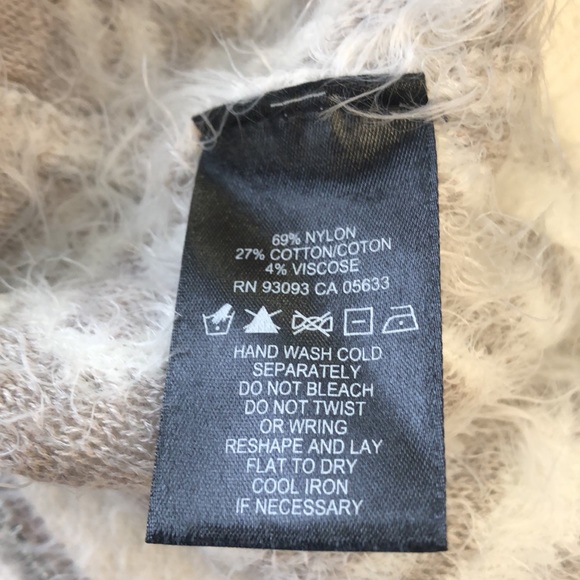 69% NYLON
27% COTTON/COTON
4% VISCOSE
RN 93093 CA 05633
HAND WASH COLD
SEPARATELY
DO NOT BLEACH
DO NOT TWIST
OR WRING
RESHAPE AND LAY
FLAT TO DRY
COOL IRON
IF NECESSARY